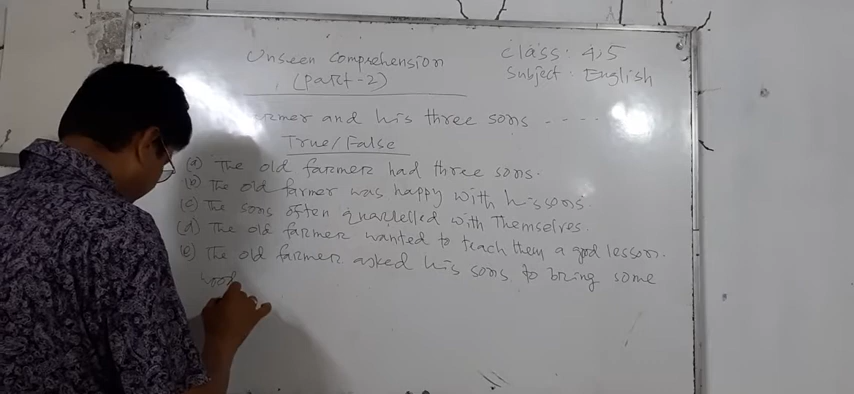 Unseen Comprehension
(Part-2)
Class: 4,5
Subject: English
and his three sons ....
True/False
(a) The old farmer had three sons.
(b) The old farmer was happy with his sons.
(c) The sons often quarrelled with Themselves.
(d) The old farmer wanted to teach them a good lesson.
(e) The old farmer asked his sons to bring some
wood